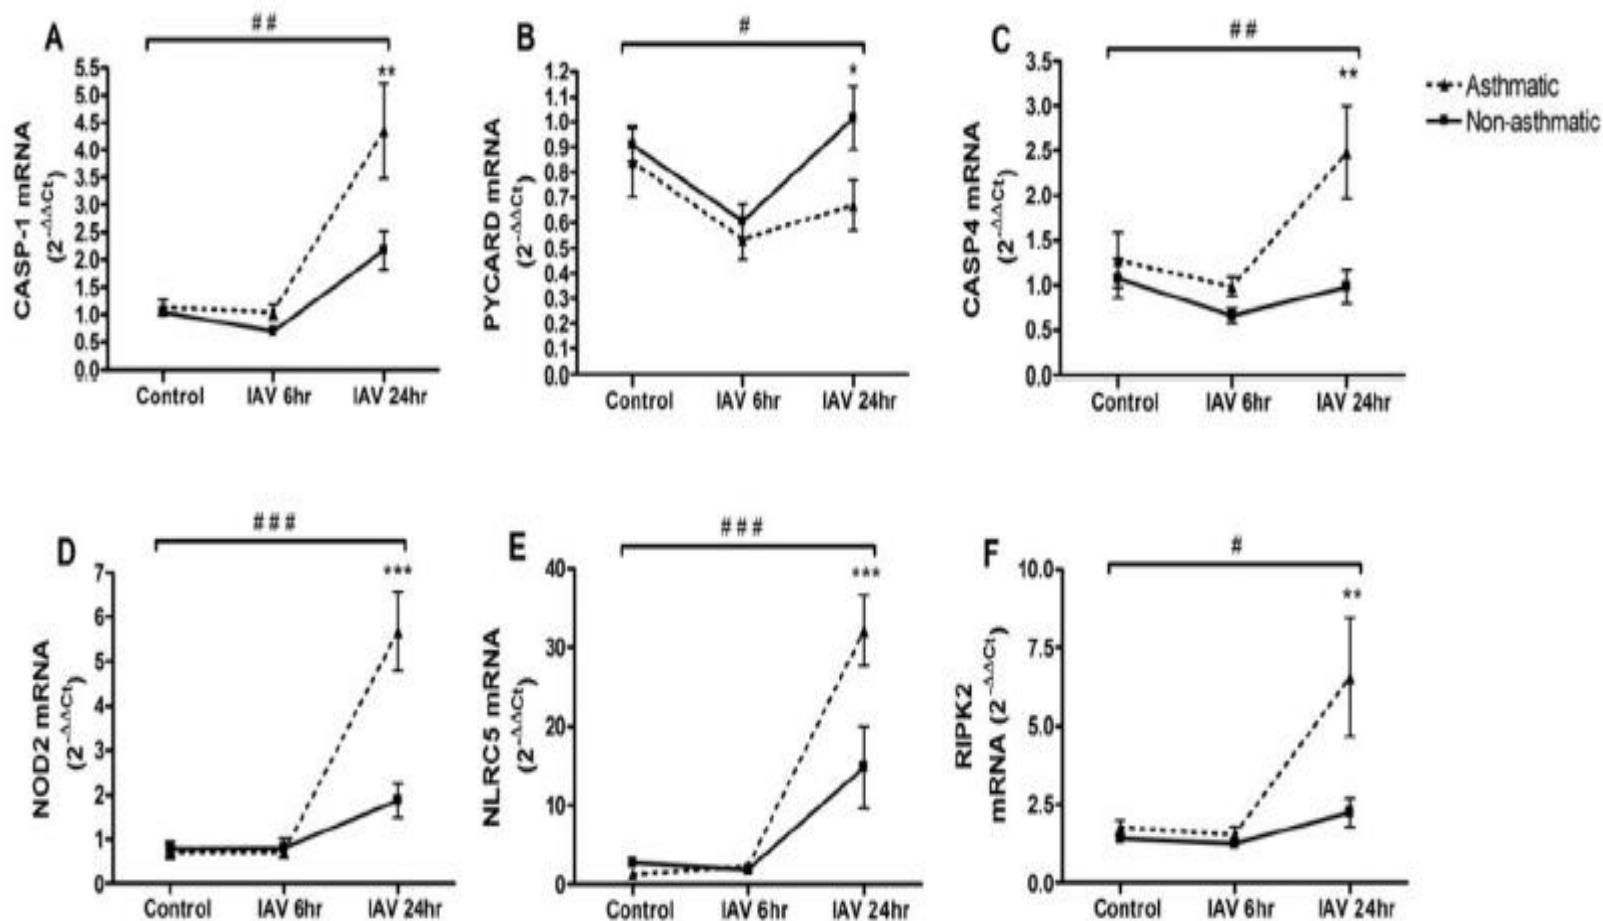 A
##
**
CASP-1 mRNA
(2-ΔΔCt)
5.5
5.0
4.5
4.0
3.5
3.0
2.5
2.0
1.5
1.0
0.5
0.0
Control IAV 6hr IAV 24hr
B
#
*
PYCARD mRNA
(2-ΔΔCt)
1.2
1.1
1.0
0.9
0.8
0.7
0.6
0.5
0.4
0.3
0.2
0.1
0.0
Control IAV 6hr IAV 24hr
C
##
**
CASP4 mRNA
(2-ΔΔCt)
3.5
3.0
2.5
2.0
1.5
1.0
0.5
0.0
Control IAV 6hr IAV 24hr
Asthmatic
Non-asthmatic
D
###
***
NOD2 mRNA
(2-ΔΔCt)
7
6
5
4
3
2
1
0
Control IAV 6hr IAV 24hr
E
###
***
NLRC5 mRNA
(2-ΔΔCt)
40
30
20
10
0
Control IAV 6hr IAV 24hr
F
#
**
RIPK2
mRNA (2-ΔΔCt)
10.0
7.5
5.0
2.5
0.0
Control IAV 6hr IAV 24hr